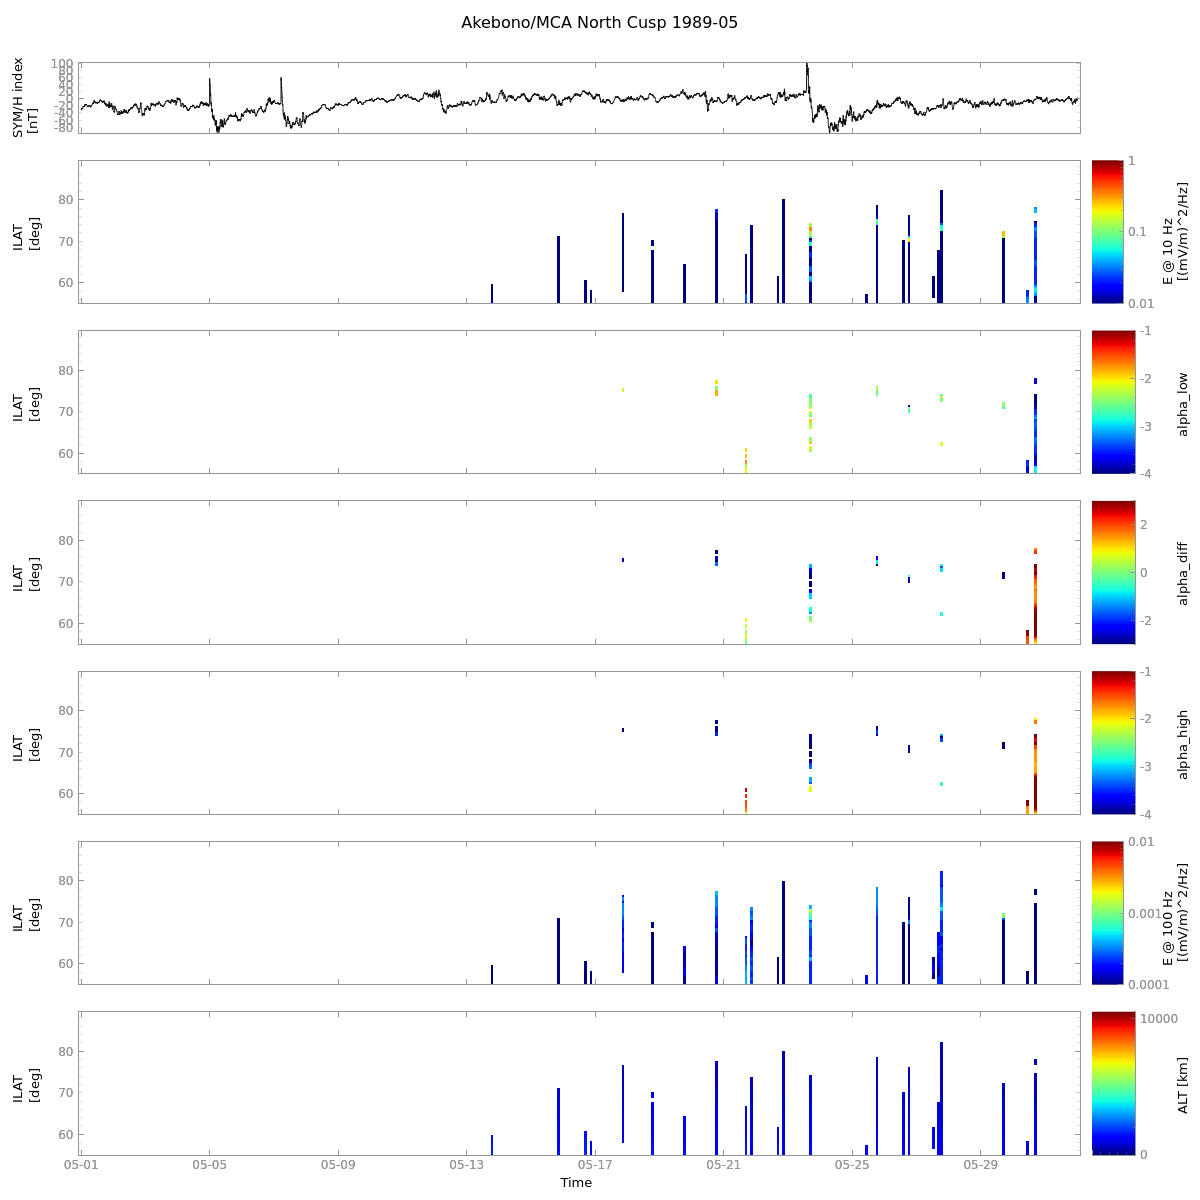 Akebono/MCA North Cusp 1989-05
SYM/H index
[nT]
100
80
60
40
20
0
-20
-40
-60
-80
ILAT
[deg]
80
70
60
1
0.1
0.01
E @ 10 Hz
[(mV/m)^2/Hz]
ILAT
[deg]
80
70
60
-1
-2
-3
-4
alpha_low
ILAT
[deg]
80
70
60
2
0
-2
alpha_diff
ILAT
[deg]
80
70
60
-1
-2
-3
-4
alpha_high
ILAT
[deg]
80
70
60
0.01
0.001
0.0001
E @ 100 Hz
[(mV/m)^2/Hz]
ILAT
[deg]
80
70
60
10000
0
ALT [km]
05-01 05-05 05-09 05-13 05-17 05-21 05-25 05-29
Time